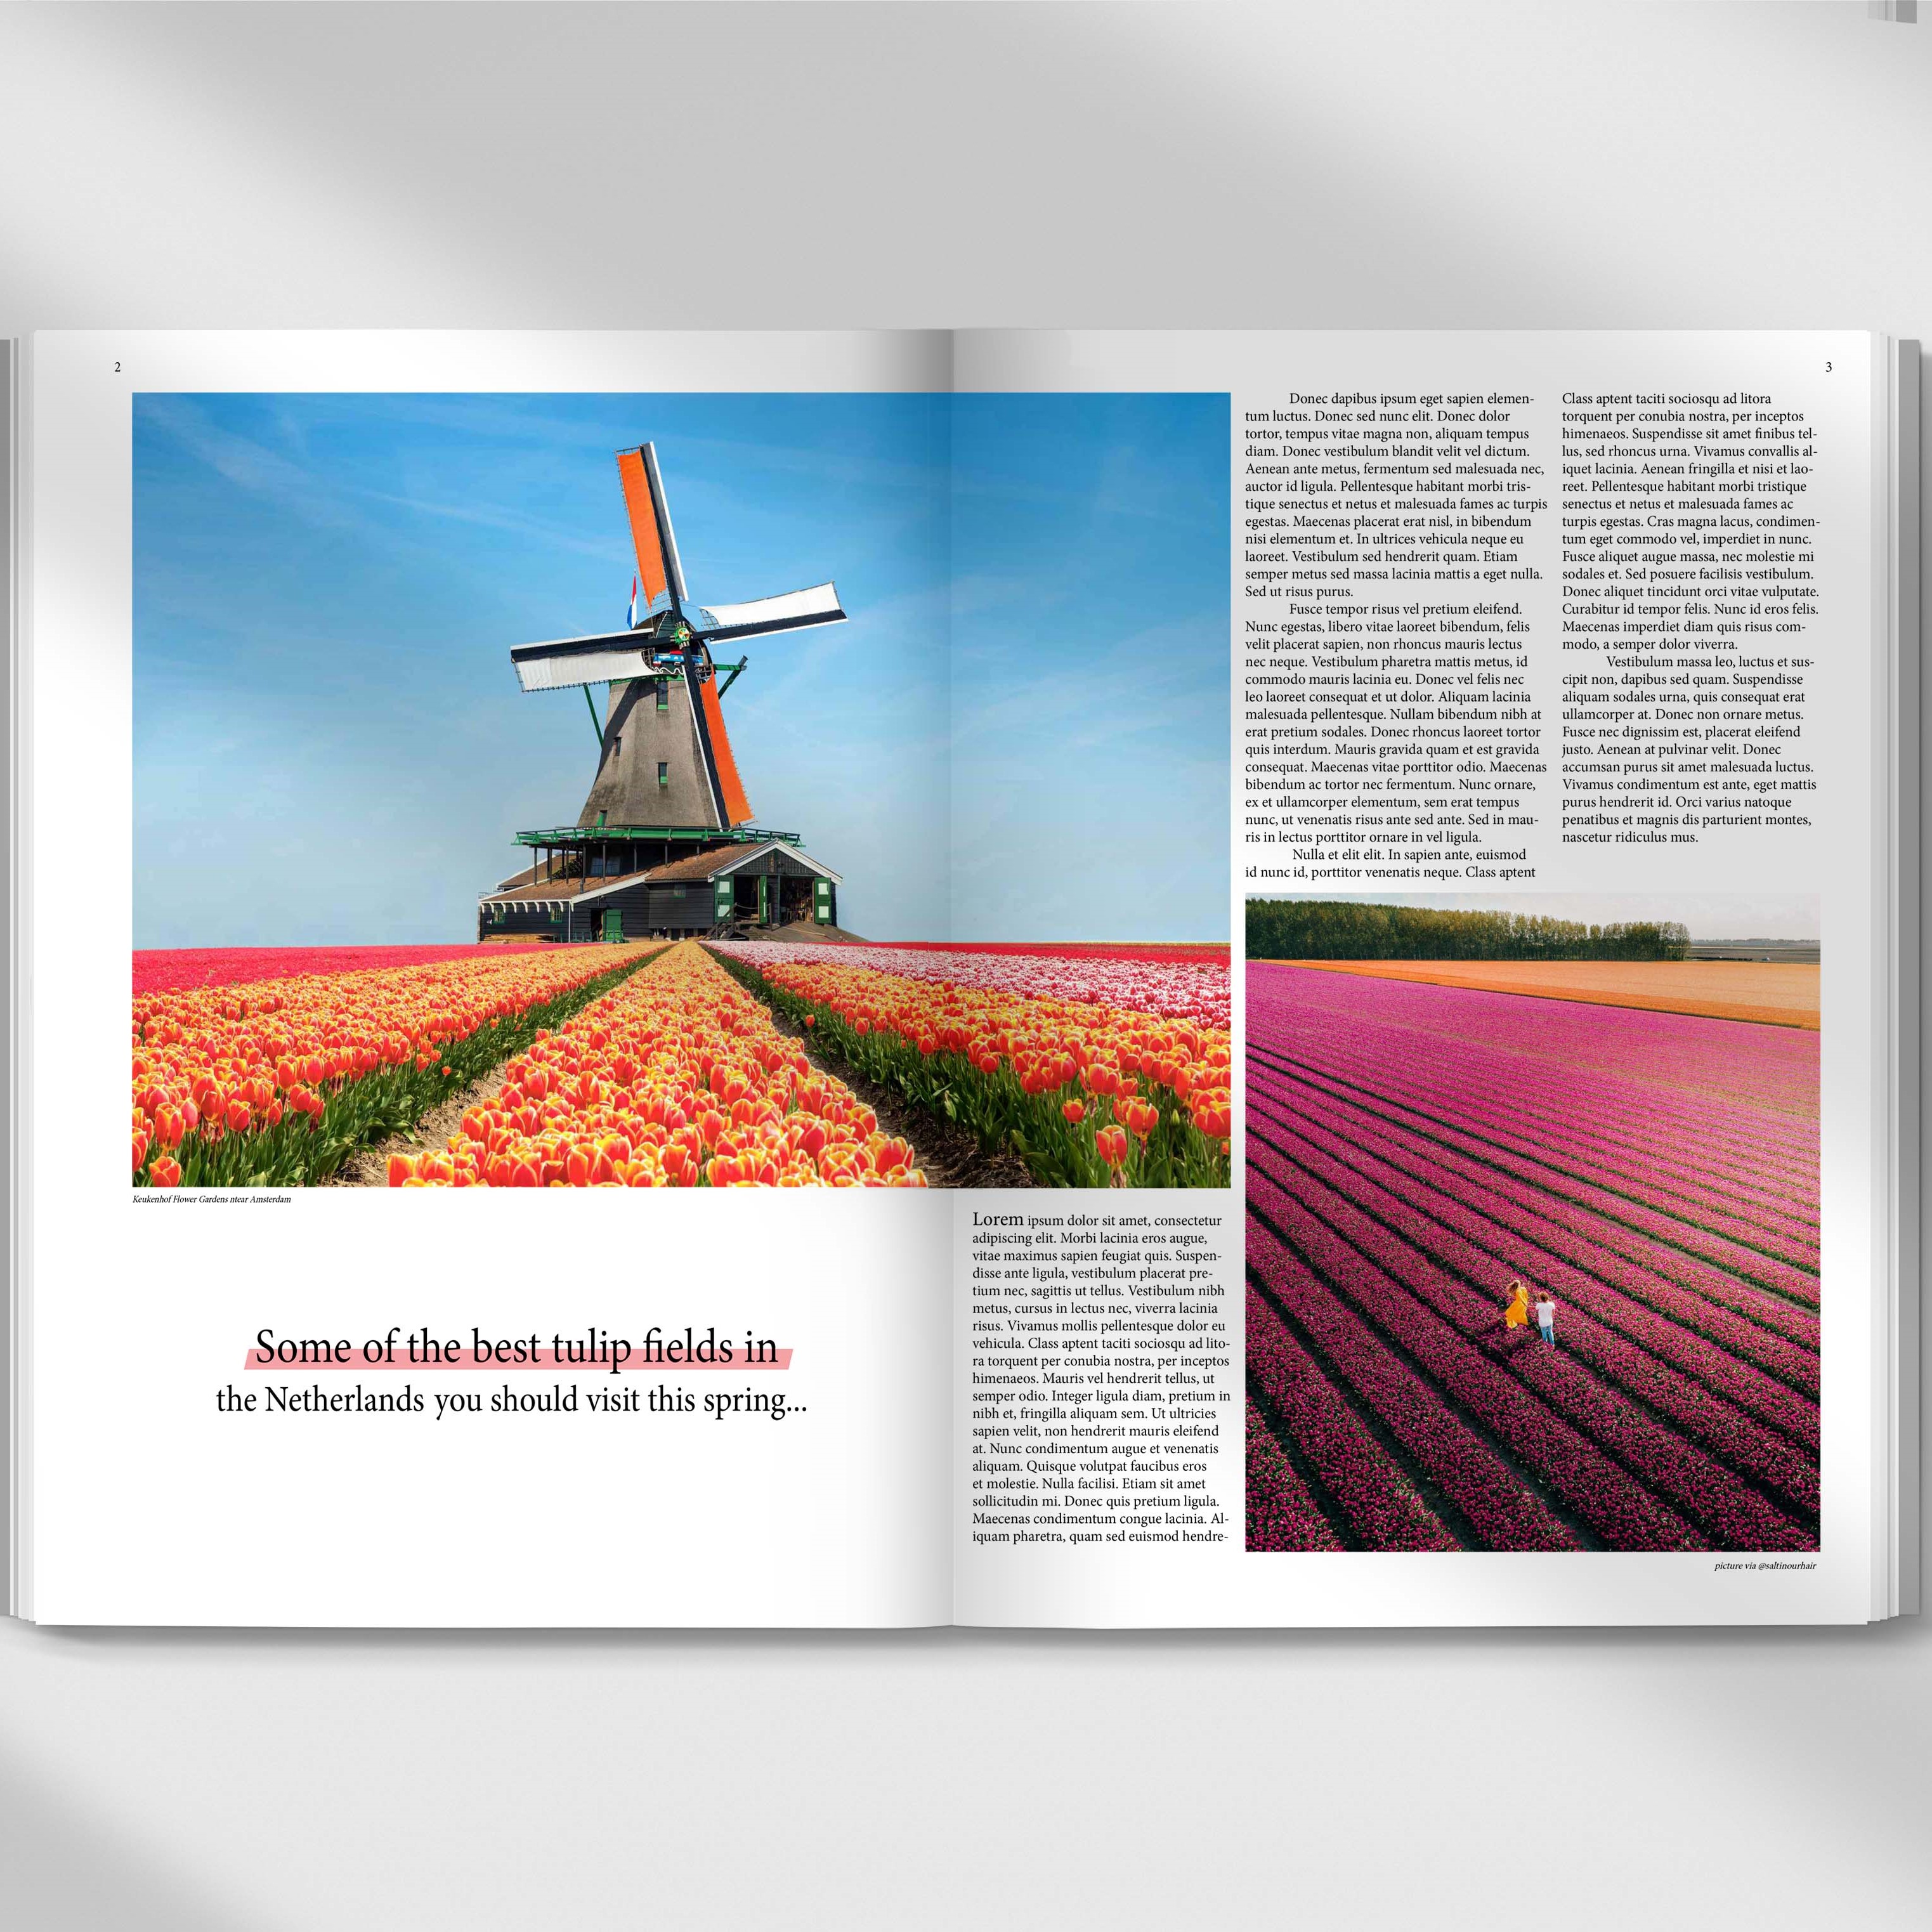 2
3
Keukenhof Flower Gardens ntear Amsterdam
Some of the best tulip fields in
the Netherlands you should visit this spring...
Lorem ipsum dolor sit amet, consectetur
adipiscing elit. Morbi lacinia eros augue,
vitae maximus sapien feugiat quis. Suspen-
disse ante ligula, vestibulum placerat pre-
tium nec, sagittis ut tellus. Vestibulum nibh
metus, cursus in lectus nec, viverra lacinia
risus. Vivamus mollis pellentesque dolor eu
vehicula. Class aptent taciti sociosqu ad lito-
ra torquent per conubia nostra, per inceptos
himenaeos. Mauris vel hendrerit tellus, ut
semper odio. Integer ligula diam, pretium in
nibh et, fringilla aliquam sem. Ut ultricies
sapien velit, non hendrerit mauris eleifend
at. Nunc condimentum augue et venenatis
aliquam. Quisque volutpat faucibus eros
et molestie. Nulla facilisi. Etiam sit amet
sollicitudin mi. Donec quis pretium ligula.
Maecenas condimentum congue lacinia. Al-
iquam pharetra, quam sed euismod hendre-
Donec dapibus ipsum eget sapien elemen-
tum luctus. Donec sed nunc elit. Donec dolor
tortor, tempus vitae magna non, aliquam tempus
diam. Donec vestibulum blandit velit vel dictum.
Aenean ante metus, fermentum sed malesuada nec,
auctor id ligula. Pellentesque habitant morbi tris-
tique senectus et netus et malesuada fames ac turpis
egestas. Maecenas placerat erat nisl, in bibendum
nisi elementum et. In ultrices vehicula neque eu
laoreet. Vestibulum sed hendrerit quam. Etiam
semper metus sed massa lacinia mattis a eget nulla.
Sed ut risus purus.
Fusce tempor risus vel pretium eleifend.
Nunc egestas, libero vitae laoreet bibendum, felis
velit placerat sapien, non rhoncus mauris lectus
nec neque. Vestibulum pharetra mattis metus, id
commodo mauris lacinia eu. Donec vel felis nec
leo laoreet consequat et ut dolor. Aliquam lacinia
malesuada pellentesque. Nullam bibendum nibh at
erat pretium sodales. Donec rhoncus laoreet tortor
quis interdum. Mauris gravida quam et est gravida
consequat. Maecenas vitae porttitor odio. Maecenas
bibendum ac tortor nec fermentum. Nunc ornare,
ex et ullamcorper elementum, sem erat tempus
nunc, ut venenatis risus ante sed ante. Sed in mau-
ris in lectus porttitor ornare in vel ligula.
Nulla et elit elit. In sapien ante, euismod
id nunc id, porttitor venenatis neque. Class aptent
Class aptent taciti sociosqu ad litora
torquent per conubia nostra, per inceptos
himenaeos. Suspendisse sit amet finibus tel-
lus, sed rhoncus urna. Vivamus convallis al-
iquet lacinia. Aenean fringilla et nisi et lao-
reet. Pellentesque habitant morbi tristique
senectus et netus et malesuada fames ac
turpis egestas. Cras magna lacus, condimen-
tum eget commodo vel, imperdiet in nunc.
Fusce aliquet augue massa, nec molestie mi
sodales et. Sed posuere facilisis vestibulum.
Donec aliquet tincidunt orci vitae vulputate.
Curabitur id tempor felis. Nunc id eros felis.
Maecenas imperdiet diam quis risus com-
modo, a semper dolor viverra.
Vestibulum massa leo, luctus et sus-
cipit non, dapibus sed quam. Suspendisse
aliquam sodales urna, quis consequat erat
ullamcorper at. Donec non ornare metus.
Fusce nec dignissim est, placerat eleifend
justo. Aenean at pulvinar velit. Donec
accumsan purus sit amet malesuada luctus.
Vivamus condimentum est ante, eget mattis
purus hendrerit id. Orci varius natoque
penatibus et magnis dis parturient montes,
nascetur ridiculus mus.
picture via @saltinourhair